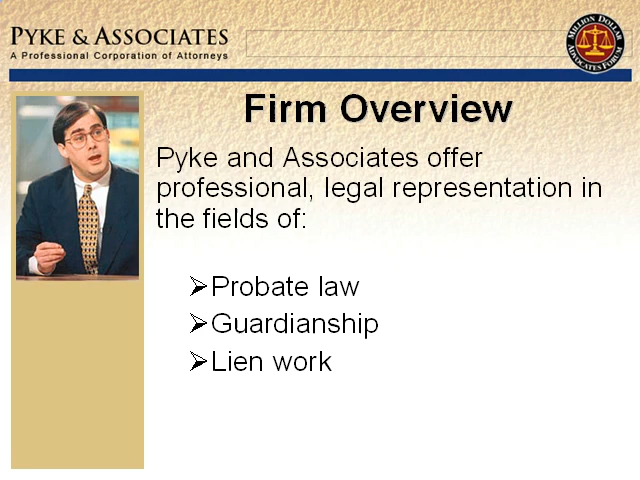 PYKE & ASSOCIATES
A Professional Corporation of Attorneys
MILLION DOLLAR
ADVOCATES FORUM
Firm Overview
Pyke and Associates offer
professional, legal representation in
the fields of:
➢Probate law
➢Guardianship
➢Lien work